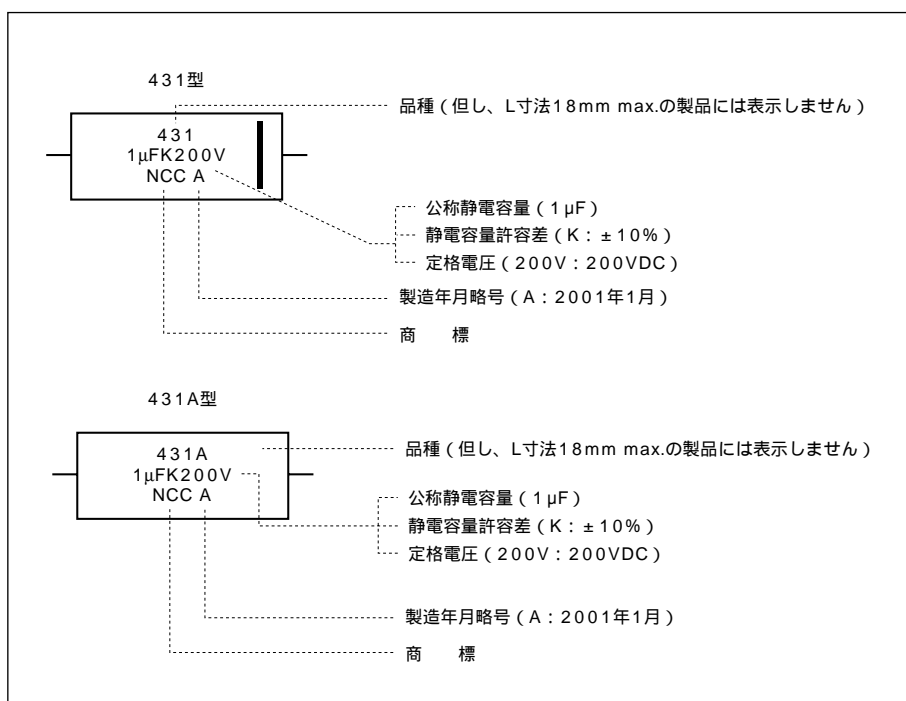 431型
品種（但し、L寸法18mm max.の製品には表示しません）
431
1μFK200V
NCC A
公称静電容量（1μF）
静電容量許容差（K：±10%）
定格電圧（200V：200VDC）
製造年月略号（A：2001年1月）
商　標
431A型
品種（但し、L寸法18mm max.の製品には表示しません）
431A
1μFK200V
NCC A
公称静電容量（1μF）
静電容量許容差（K：±10%）
定格電圧（200V：200VDC）
製造年月略号（A：2001年1月）
商　標